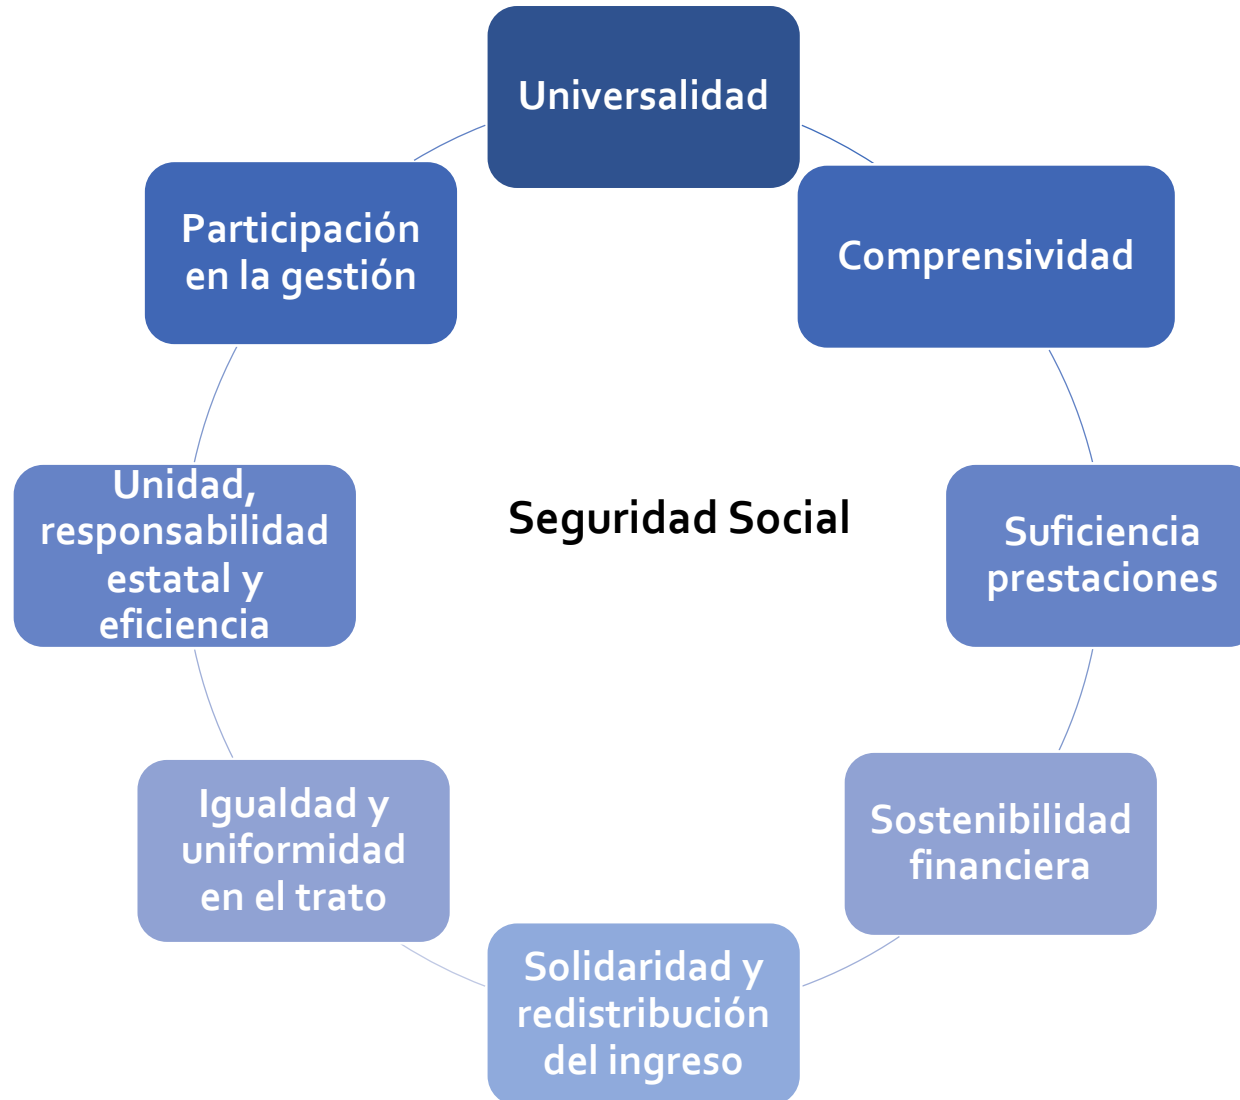 Universalidad
Comprensividad
Suficiencia
prestaciones
Sostenibilidad
financiera
Solidaridad y
redistribución
del ingreso
Igualdad y
uniformidad
en el trato
Unidad,
responsabilidad
estatal y
eficiencia
Participación
en la gestión
Seguridad Social